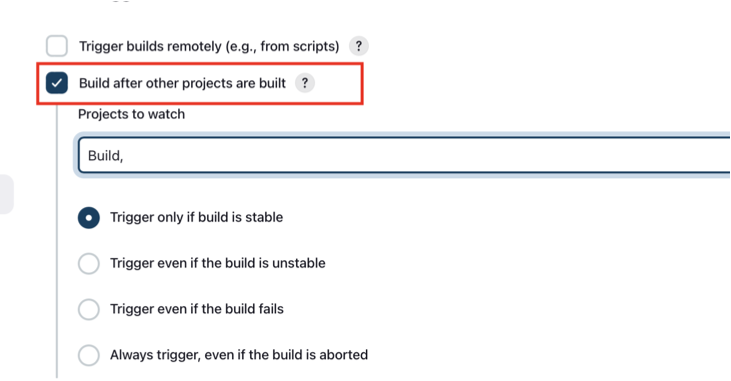 Trigger builds remotely (e.g., from scripts) ?
Build after other projects are built ?
Projects to watch
Build,
Trigger only if build is stable
Trigger even if the build is unstable
Trigger even if the build fails
Always trigger, even if the build is aborted